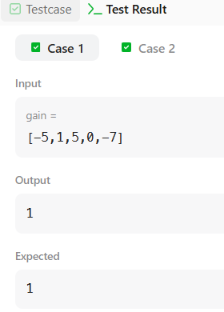 Testcase Test Result
Case 1 Case 2
Input
gain =
[-5,1,5,0,-7]
Output
1
Expected
1